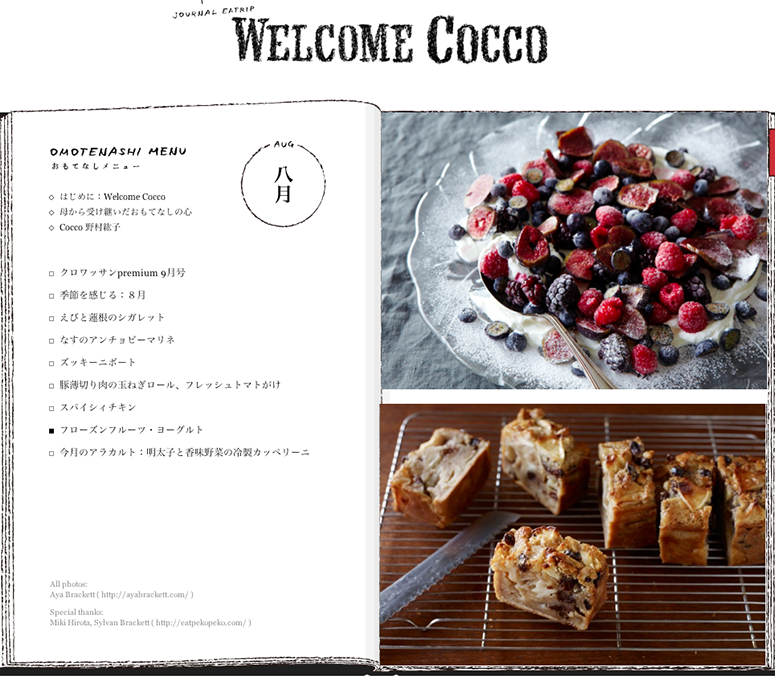 JOURNAL EATRIP
WELCOME COCCO
OMOTENASHI MENU
おもてなしメニュー
AUG
八月
◇ はじめに：Welcome Cocco
◇ 母から受け継いだおもてなしの心
◇ Cocco 野村紘子
□ クロワッサンpremium 9月号
□ 季節を感じる：８月
□ えびと蓮根のシガレット
□ なすのアンチョビーマリネ
□ ズッキーニボート
□ 豚薄切り肉の玉ねぎロール、フレッシュトマトがけ
□ スパイシィチキン
■ フローズンフルーツ・ヨーグルト
□ 今月のアラカルト：明太子と香味野菜の冷製カッペリーニ
All photos:
Aya Brackett ( http://ayabrackett.com/ )
Special thanks:
Miki Hirota, Sylvan Brackett ( http://eatpekopeko.com/ )